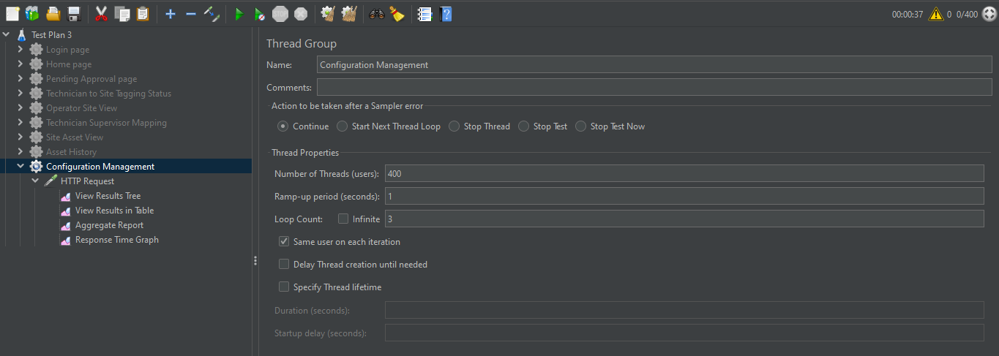 STOP
00:00:37 0 0/400
Test Plan 3
Login page
Home page
Pending Approval page
Technician to Site Tagging Status
Operator Site View
Technician Supervisor Mapping
Site Asset View
Asset History
Configuration Management
HTTP Request
View Results Tree
View Results in Table
Aggregate Report
Response Time Graph
Thread Group
Name: Configuration Management
Comments:
Action to be taken after a Sampler error
Continue Start Next Thread Loop Stop Thread Stop Test Stop Test Now
Thread Properties
Number of Threads (users): 400
Ramp-up period (seconds): 1
Loop Count: Infinite 3
Same user on each iteration
Delay Thread creation until needed
Specify Thread lifetime
Duration (seconds):
Startup delay (seconds):